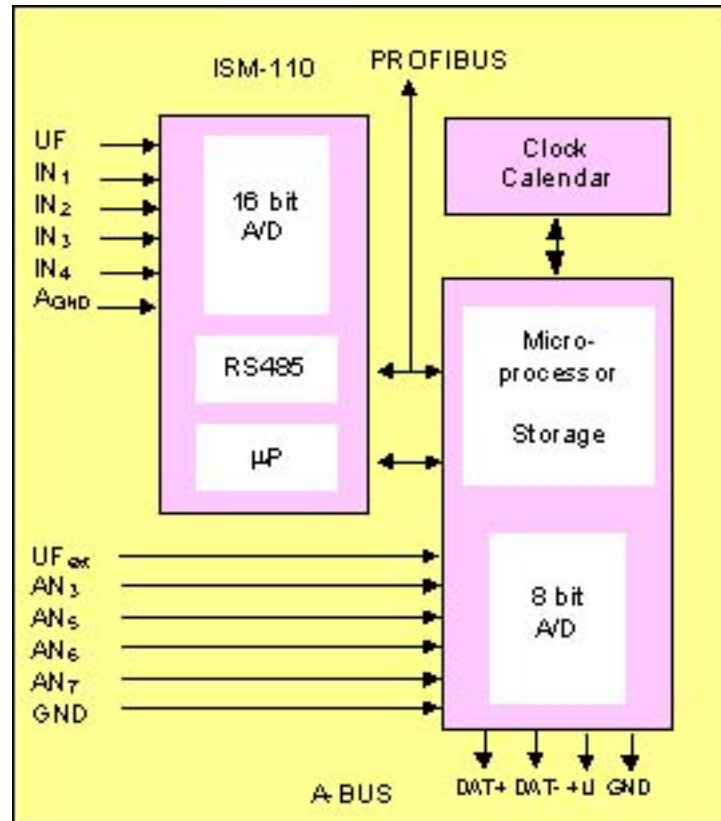 ISM-110
PROFIBUS
UF
IN1
IN2
IN3
IN4
AGND
16 bit
A/D
RS485
µP
Clock
Calendar
Micro-
processor
Storage
8 bit
A/D
UFext
AN3
AN5
AN6
AN7
GND
DAT+ DAT- +U GND
A-BUS